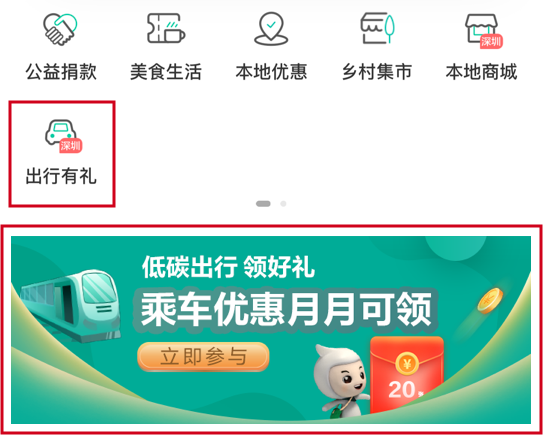 公益捐款 美食生活 本地优惠 乡村集市 本地商城
深圳
深圳
出行有礼
低碳出行 领好礼
乘车优惠月月可领
立即参与
¥
20